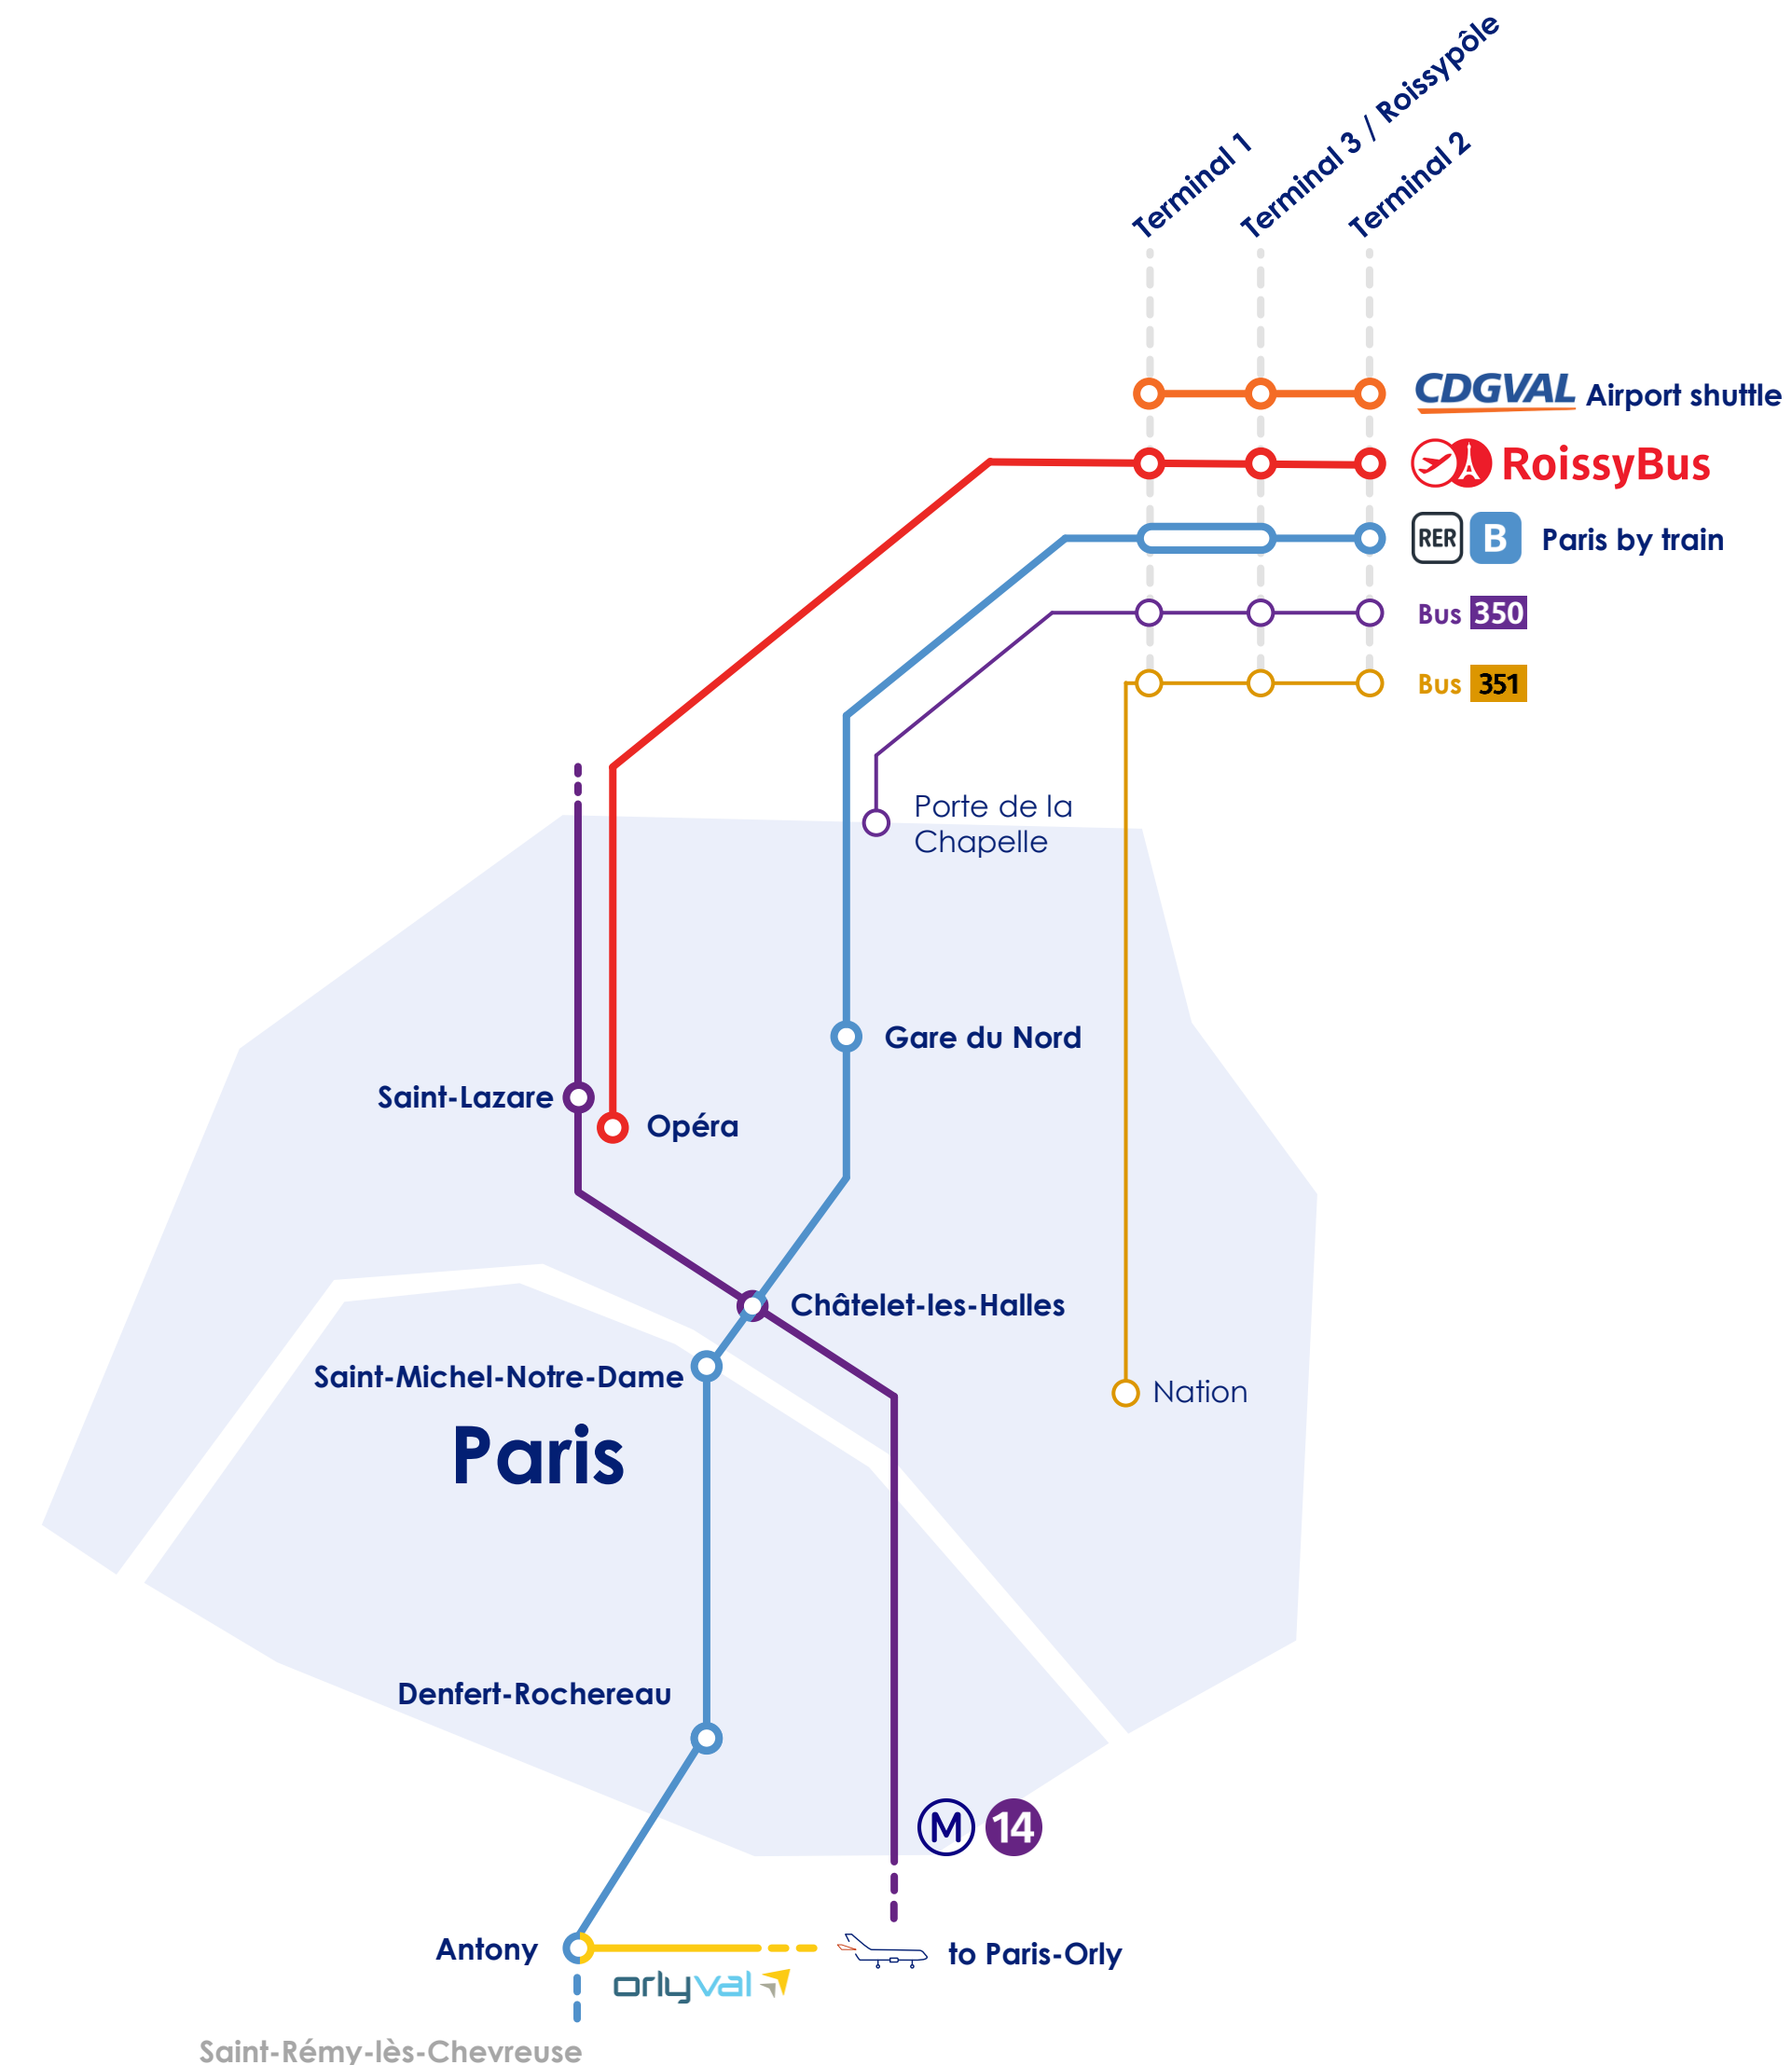 Terminal 1
Terminal 3 / Roissypôle
Terminal 2
CDGVAL Airport shuttle
RoissyBus
RER B Paris by train
Bus 350
Bus 351
Porte de la
Chapelle
Gare du Nord
Saint-Lazare
Opéra
Châtelet-les-Halles
Saint-Michel-Notre-Dame
Nation
Paris
Denfert-Rochereau
M 14
Antony
to Paris-Orly
orlyval
Saint-Rémy-lès-Chevreuse